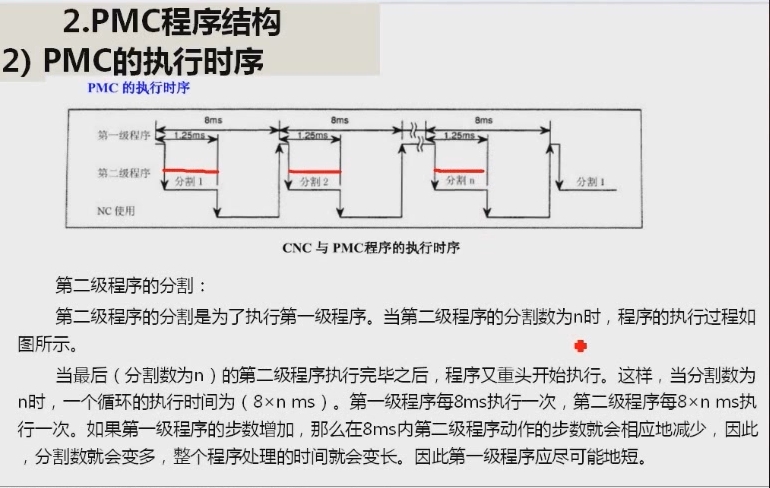 2.PMC程序结构
2) PMC的执行时序
PMC 的执行时序
8ms 8ms 8ms
第一级程序 1.25ms 1.25ms 1.25ms
第二级程序 分割1 分割2 分割n 分割1
NC 使用
CNC 与 PMC程序的执行时序
第二级程序的分割：
第二级程序的分割是为了执行第一级程序。当第二级程序的分割数为n时，程序的执行过程如
图所示。
当最后（分割数为n）的第二级程序执行完毕之后，程序又重头开始执行。这样，当分割数为
n时，一个循环的执行时间为（8×n ms）。第一级程序每8ms执行一次，第二级程序每8×n ms执
行一次。如果第一级程序的步数增加，那么在8ms内第二级程序动作的步数就会相应地减少，因此
，分割数就会变多，整个程序处理的时间就会变长。因此第一级程序应尽可能地短。